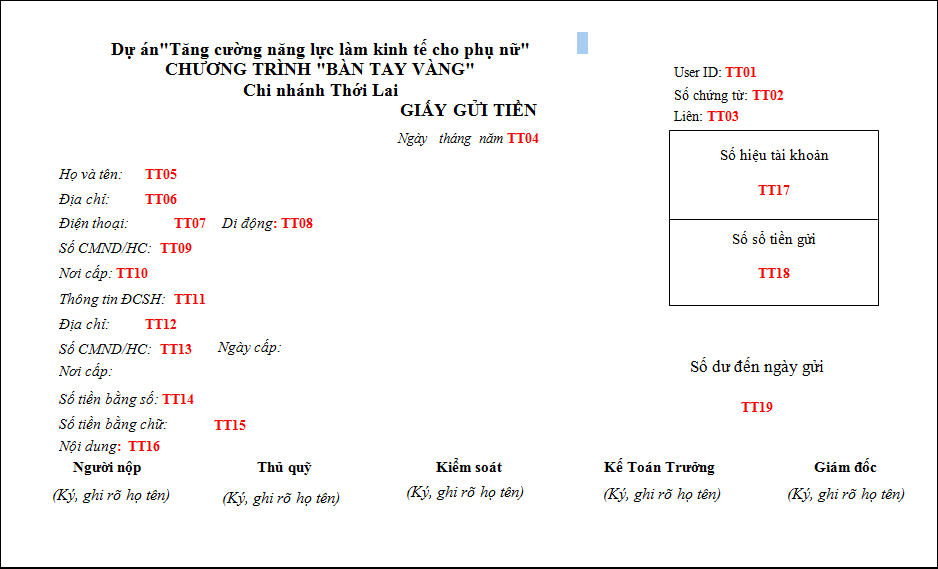 Dự án"Tăng cường năng lực làm kinh tế cho phụ nữ"
CHƯƠNG TRÌNH "BÀN TAY VÀNG"
Chi nhánh Thới Lai
GIẤY GỬI TIỀN
Ngày tháng năm TT04
User ID: TT01
Số chứng từ: TT02
Liên: TT03
Số hiệu tài khoản
TT17
Số sổ tiền gửi
TT18
Họ và tên: TT05
Địa chỉ: TT06
Điện thoại: TT07 Di động: TT08
Số CMND/HC: TT09
Nơi cấp: TT10
Thông tin ĐCSH: TT11
Địa chỉ: TT12
Số CMND/HC: TT13 Ngày cấp:
Nơi cấp:
Số tiền bằng số: TT14
Số tiền bằng chữ: TT15
Nội dung: TT16
Số dư đến ngày gửi
TT19
Người nộp Thủ quỹ Kiểm soát Kế Toán Trưởng Giám đốc
(Ký, ghi rõ họ tên) (Ký, ghi rõ họ tên) (Ký, ghi rõ họ tên) (Ký, ghi rõ họ tên) (Ký, ghi rõ họ tên)